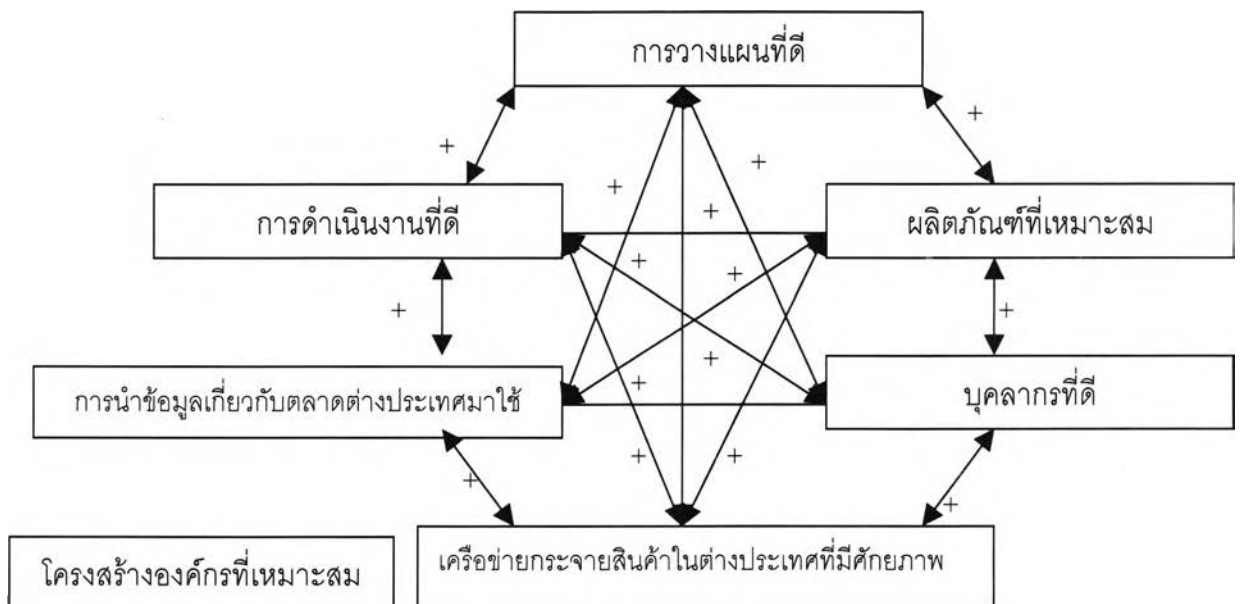 การวางแผนที่ดี
+
+
+
+
การดำเนินงานที่ดี
+
ผลิตภัณฑ์ที่เหมาะสม
+
+
+
+
+
+
การนำข้อมูลเกี่ยวกับตลาดต่างประเทศมาใช้
บุคลากรที่ดี
+
+
+
+
โครงสร้างองค์กรที่เหมาะสม
เครือข่ายกระจายสินค้าในต่างประเทศที่มีศักยภาพ